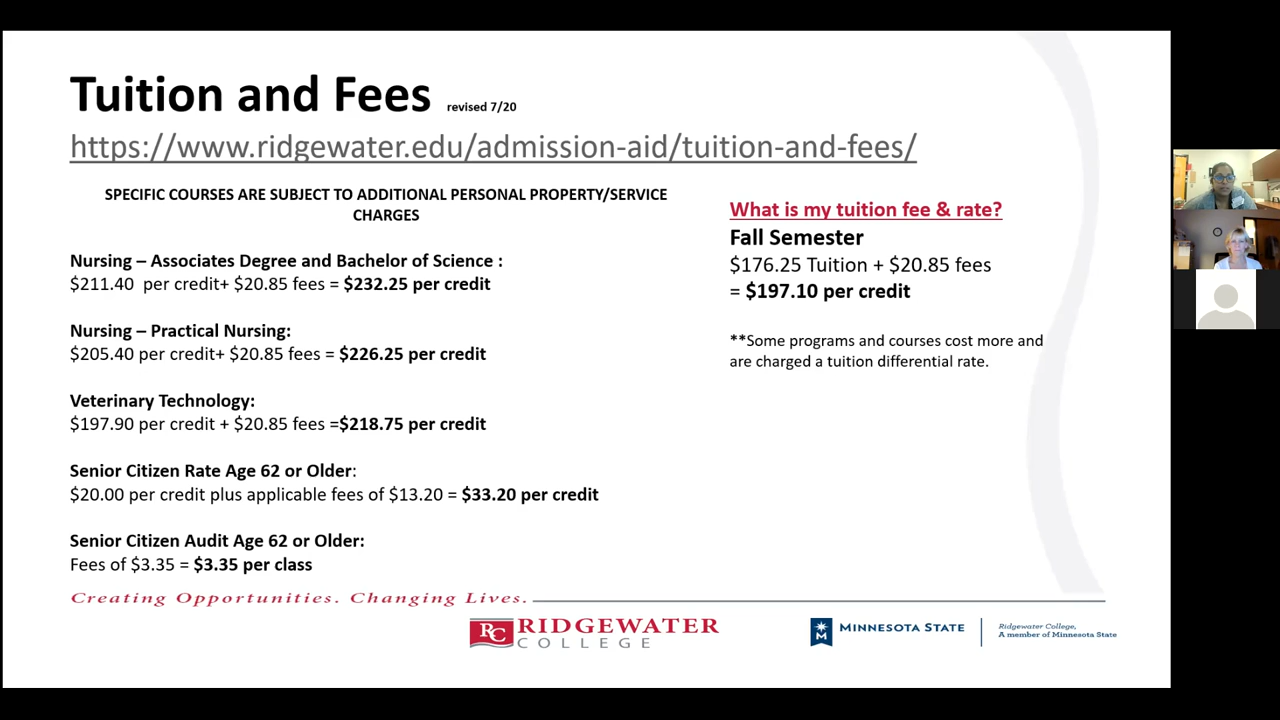 Tuition and Fees revised 7/20
https://www.ridgewater.edu/admission-aid/tuition-and-fees/
SPECIFIC COURSES ARE SUBJECT TO ADDITIONAL PERSONAL PROPERTY/SERVICE
CHARGES
Nursing – Associates Degree and Bachelor of Science :
$211.40  per credit+ $20.85 fees = $232.25 per credit
Nursing – Practical Nursing:
$205.40 per credit+ $20.85 fees = $226.25 per credit
Veterinary Technology:
$197.90 per credit + $20.85 fees =$218.75 per credit
Senior Citizen Rate Age 62 or Older:
$20.00 per credit plus applicable fees of $13.20 = $33.20 per credit
Senior Citizen Audit Age 62 or Older:
Fees of $3.35 = $3.35 per class
What is my tuition fee & rate?
Fall Semester
$176.25 Tuition + $20.85 fees
= $197.10 per credit
**Some programs and courses cost more and
are charged a tuition differential rate.
Creating Opportunities. Changing Lives.
RC RIDGEWATER
COLLEGE
M MINNESOTA STATE
Ridgewater College,
A member of Minnesota State